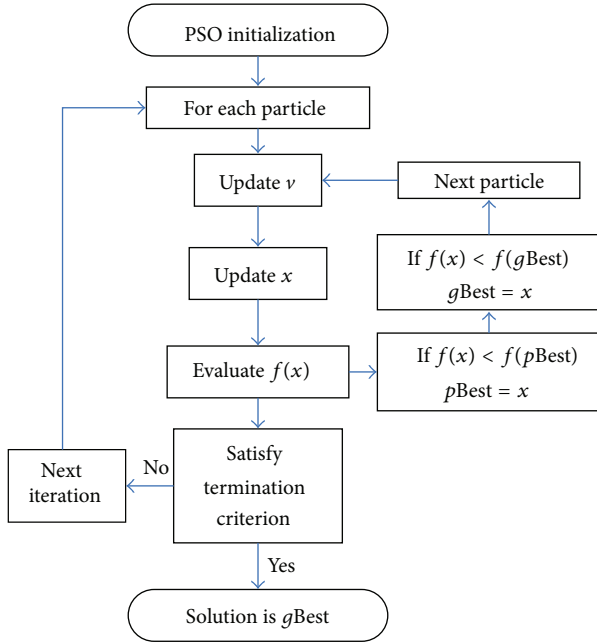 PSO initialization
For each particle
Update v
Next particle
Update x
If f(x) < f(gBest)
gBest = x
Evaluate f(x)
If f(x) < f(pBest)
pBest = x
Satisfy
termination
criterion
No
Next
iteration
Yes
Solution is gBest